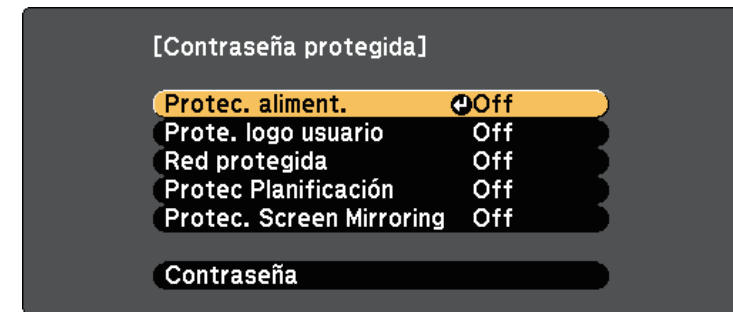 [Contraseña protegida]
Protec. aliment. Off
Prote. logo usuario Off
Red protegida Off
Protec Planificación Off
Protec. Screen Mirroring Off
Contraseña